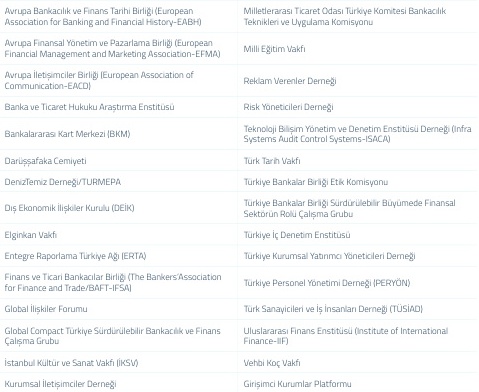 Avrupa Bankacılık ve Finans Tarihi Birliği (European
Association for Banking and Financial History-EABH)
Avrupa Finansal Yönetim ve Pazarlama Birliği (European
Financial Management and Marketing Association-EFMA)
Avrupa İletişimciler Birliği (European Association of
Communication-EACD)
Banka ve Ticaret Hukuku Araştırma Enstitüsü
Bankalararası Kart Merkezi (BKM)
Darüşşafaka Cemiyeti
DenizTemiz Derneği/TURMEPA
Dış Ekonomik İlişkiler Kurulu (DEİK)
Elginkan Vakfı
Entegre Raporlama Türkiye Ağı (ERTA)
Finans ve Ticari Bankacılar Birliği (The Bankers'Association
for Finance and Trade/BAFT-IFSA)
Global İlişkiler Forumu
Global Compact Türkiye Sürdürülebilir Bankacılık ve Finans
Çalışma Grubu
İstanbul Kültür ve Sanat Vakfı (İKSV)
Kurumsal İletişimciler Derneği
Milletlerarası Ticaret Odası Türkiye Komitesi Bankacılık
Teknikleri ve Uygulama Komisyonu
Milli Eğitim Vakfı
Reklam Verenler Derneği
Risk Yöneticileri Derneği
Teknoloji Bilişim Yönetim ve Denetim Enstitüsü Derneği (Infra
Systems Audit Control Systems-ISACA)
Türk Tarih Vakfı
Türkiye Bankalar Birliği Etik Komisyonu
Türkiye Bankalar Birliği Sürdürülebilir Büyümede Finansal
Sektörün Rolü Çalışma Grubu
Türkiye İç Denetim Enstitüsü
Türkiye Kurumsal Yatırımcı Yöneticileri Derneği
Türkiye Personel Yönetimi Derneği (PERYÖN)
Türk Sanayicileri ve İş İnsanları Derneği (TÜSİAD)
Uluslararası Finans Enstitüsü (Institute of International
Finance-IIF)
Vehbi Koç Vakfı
Girişimci Kurumlar Platformu